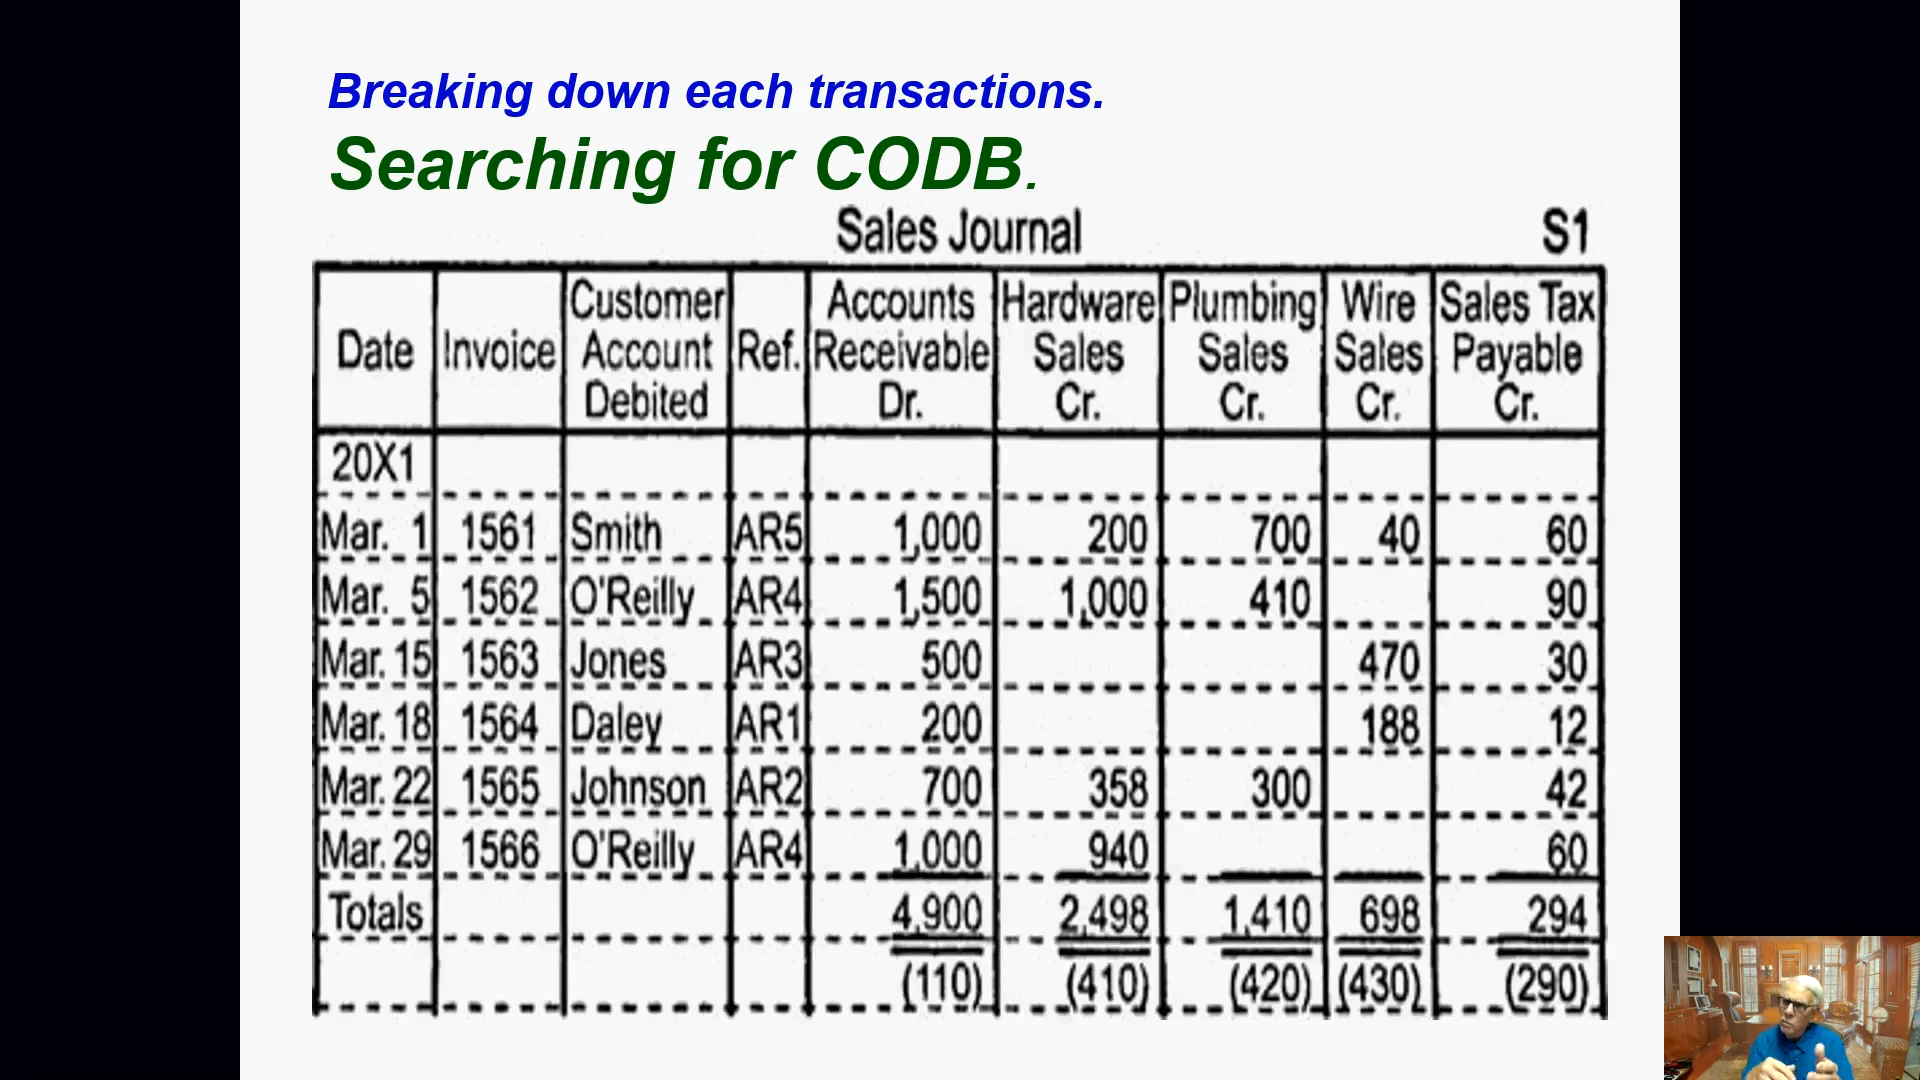 Breaking down each transactions.
Searching for CODB.
Sales Journal S1
Date Invoice Customer Account Debited Ref. Accounts Receivable Dr. Hardware Sales Cr. Plumbing Sales Cr. Wire Sales Cr. Sales Tax Payable Cr.
20X1
Mar. 1 1561 Smith AR5 1,000 200 700 40 60
Mar. 5 1562 O'Reilly AR4 1,500 1,000 410 90
Mar. 15 1563 Jones AR3 500 470 30
Mar. 18 1564 Daley AR1 200 188 12
Mar. 22 1565 Johnson AR2 700 358 300 42
Mar. 29 1566 O'Reilly AR4 1,000 940 60
Totals 4,900 2,498 1,410 698 294
(110) (410) (420) (430) (290)